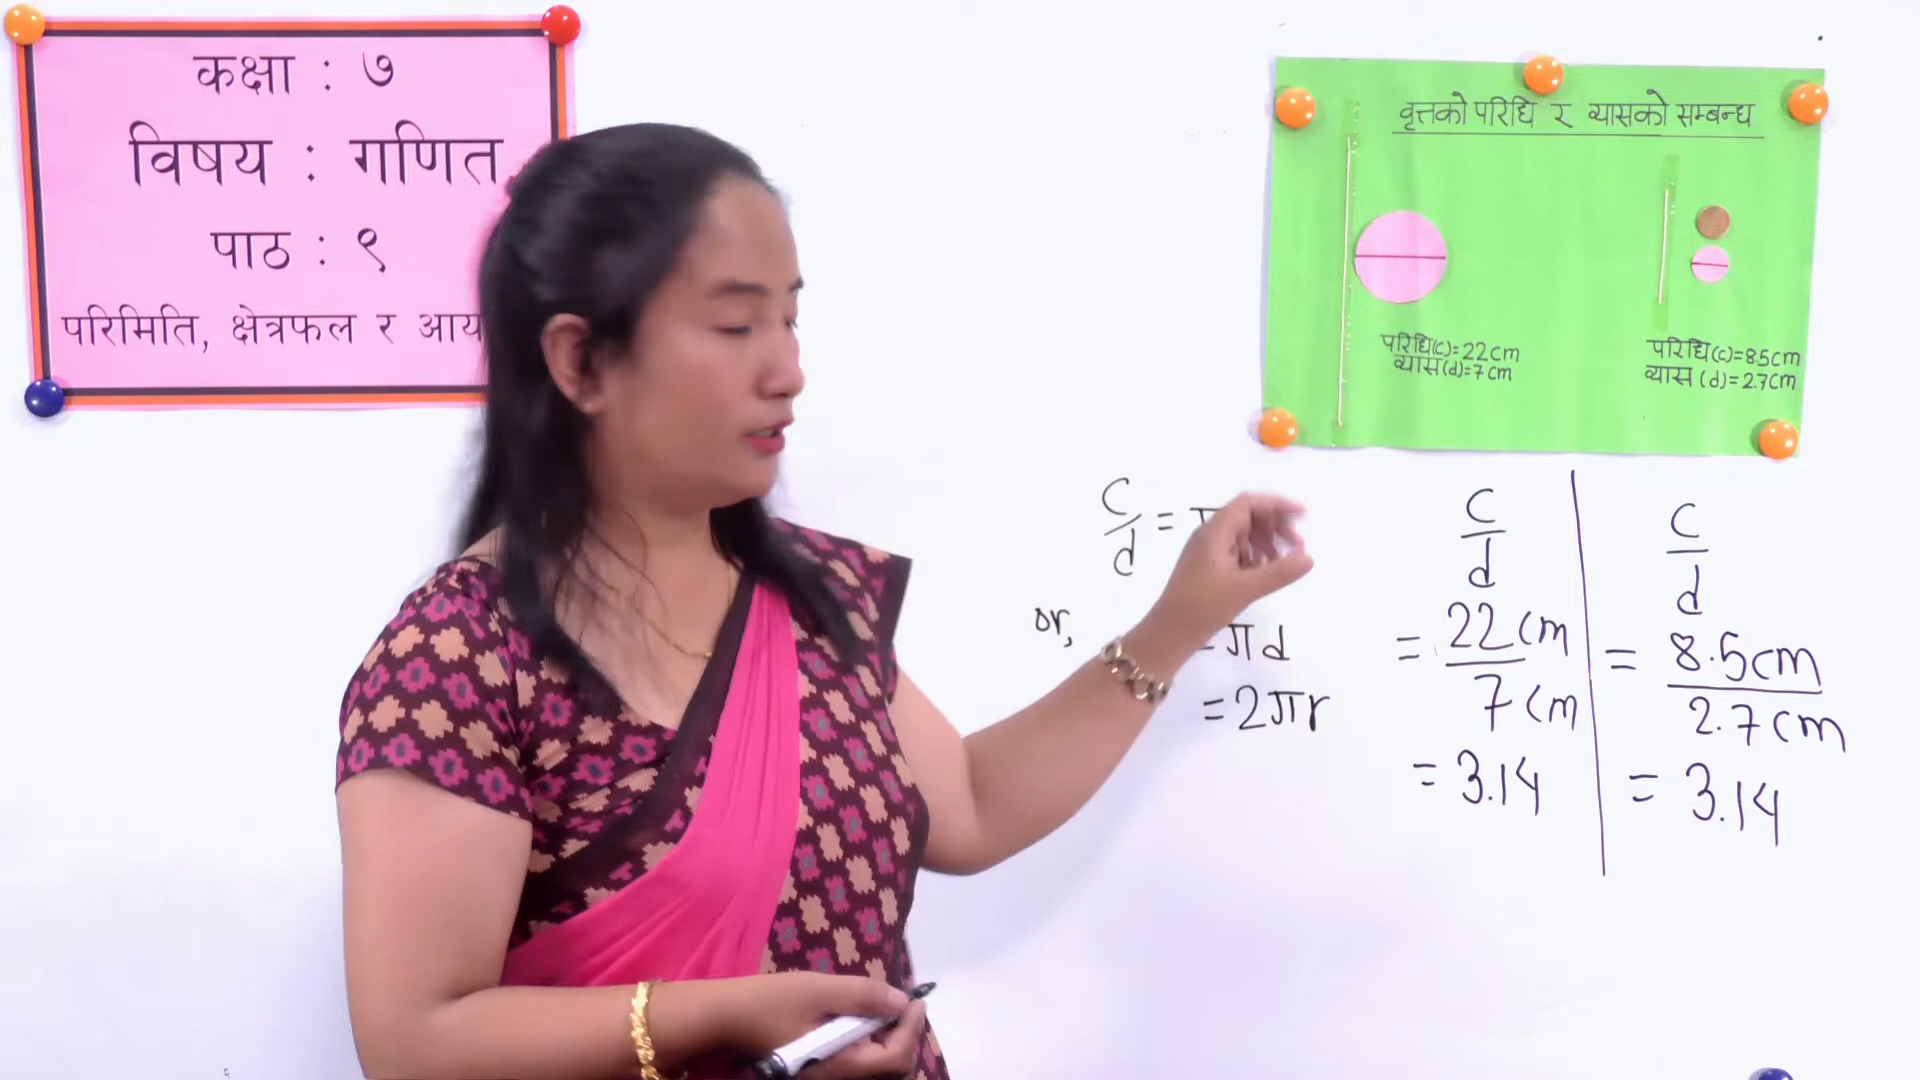 कक्षा : ७
विषय : गणित
पाठ : ९
परिमिति, क्षेत्रफल र
वृत्तको परिधि र व्यासको सम्बन्ध
परिधि(c)=22cm
व्यास(d)=7cm
परिधि(c)=8.5cm
व्यास (d)=2.7cm
C/d =
or,
= πd
= 2πr
C/d
= 22cm/7cm
= 3.14
C/d
= 8.5cm/2.7cm
= 3.14